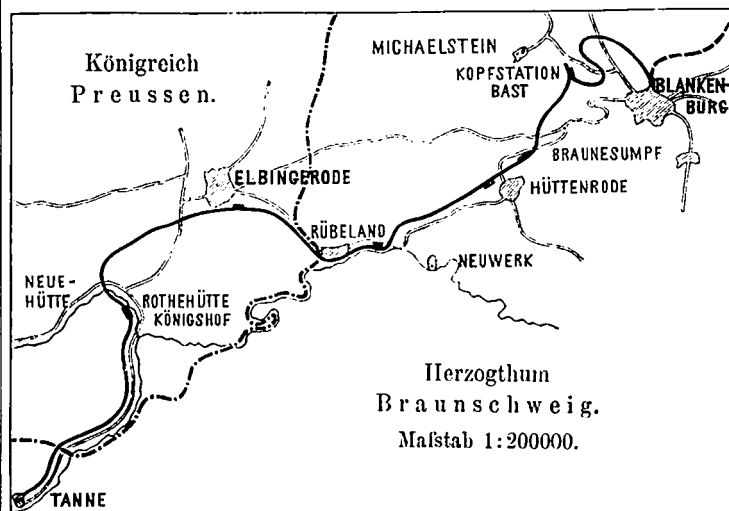 Königreich
Preussen.
MICHAELSTEIN
KOPFSTATION
BAST
BLANKEN-
BURG
BRAUNESUMPF
HÜTTENRODE
ELBINGERODE
RÜBELAND
NEUWERK
NEUE-
HÜTTE
ROTHEHÜTTE
KÖNIGSHOF
Herzogthum
Braunschweig.
Maſsstab 1:200000.
TANNE